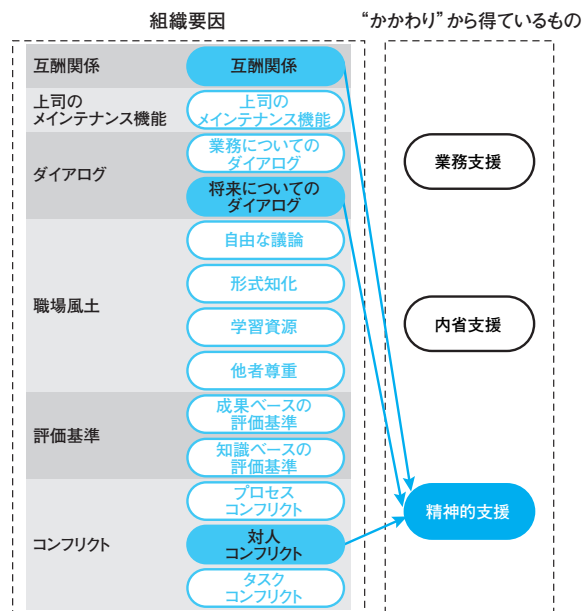 組織要因
“かかわり”から得ているもの
互酬関係
互酬関係
上司の
メインテナンス機能
上司の
メインテナンス機能
ダイアログ
業務についての
ダイアログ
将来についての
ダイアログ
職場風土
自由な議論
形式知化
学習資源
他者尊重
評価基準
成果ベースの
評価基準
知識ベースの
評価基準
コンフリクト
プロセス
コンフリクト
対人
コンフリクト
タスク
コンフリクト
業務支援
内省支援
精神的支援